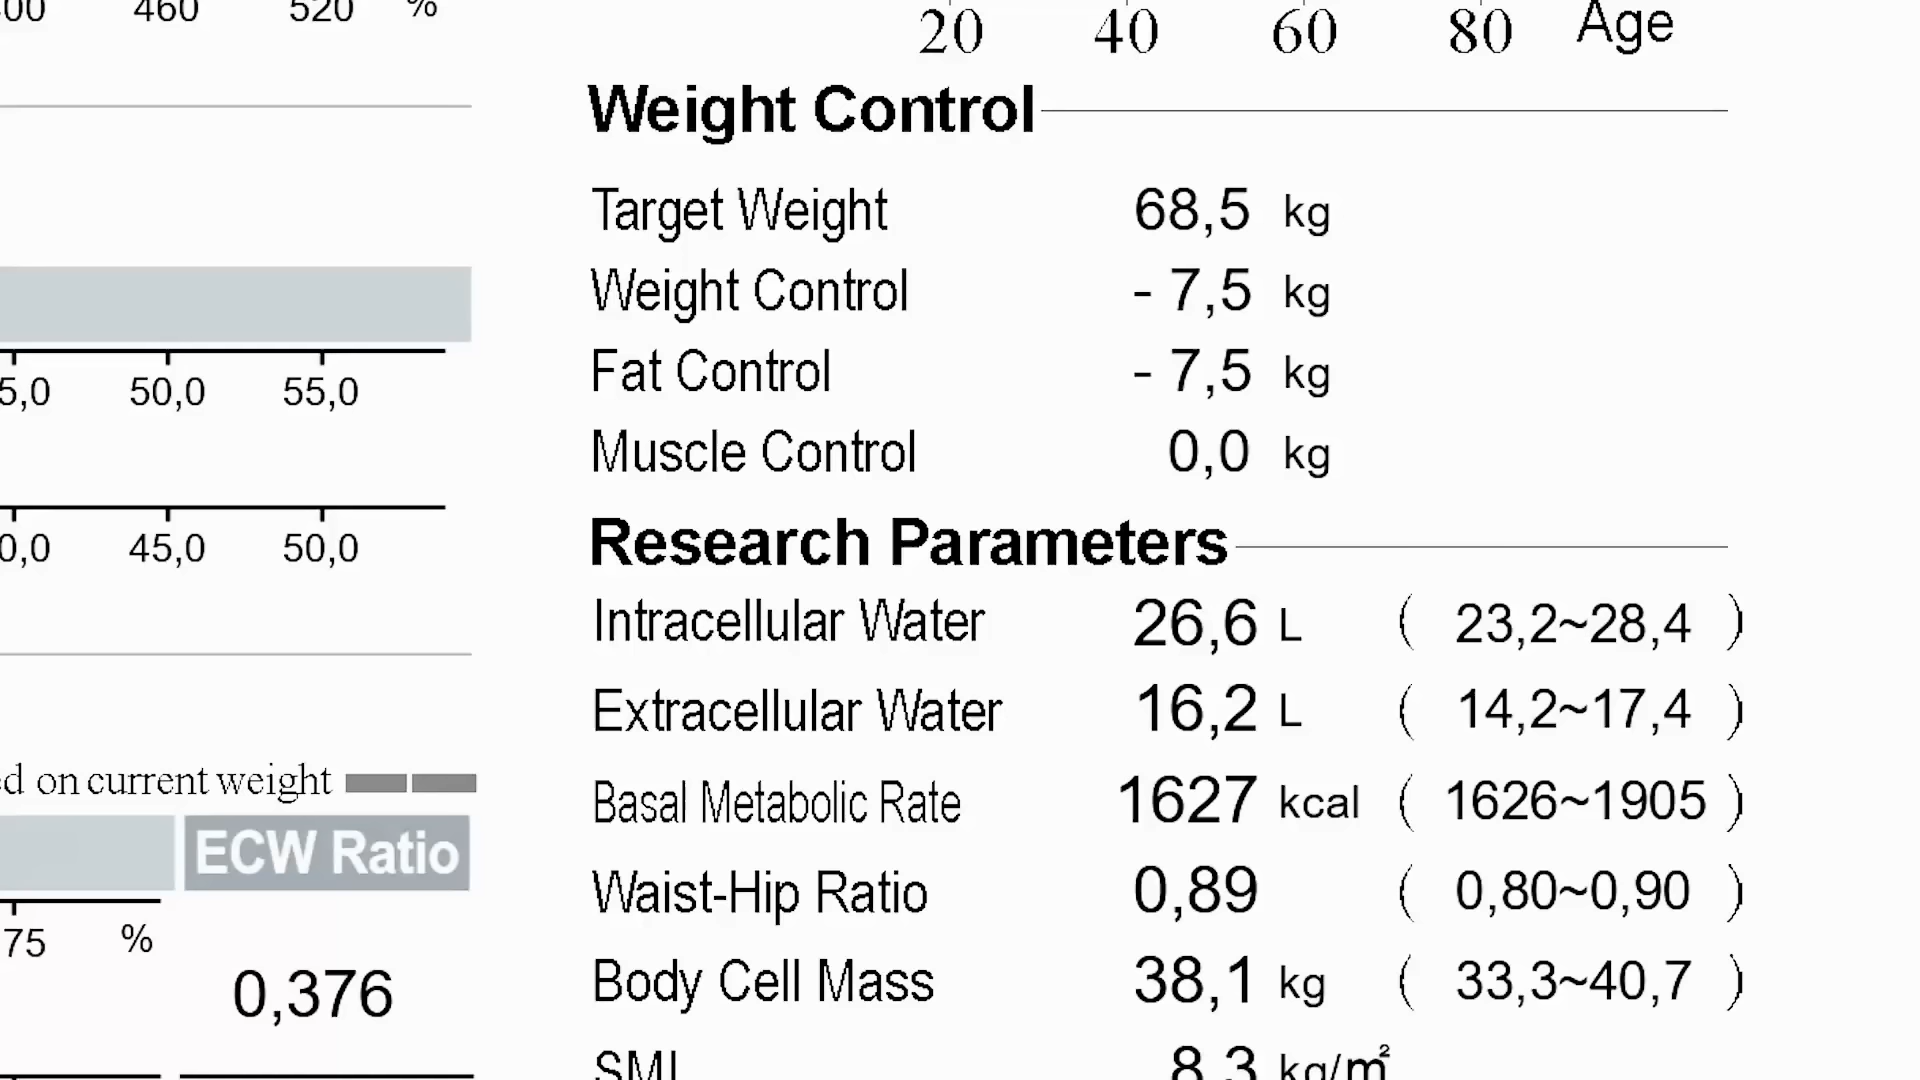 460 520 %
20 40 60 80 Age
Weight Control
Target Weight 68,5 kg
Weight Control - 7,5 kg
Fat Control - 7,5 kg
50,0 55,0
Muscle Control 0,0 kg
45,0 50,0
Research Parameters
Intracellular Water 26,6 L ( 23,2~28,4 )
Extracellular Water 16,2 L ( 14,2~17,4 )
on current weight
Basal Metabolic Rate 1627 kcal ( 1626~1905 )
ECW Ratio
Waist-Hip Ratio 0,89 ( 0,80~0,90 )
75 %
Body Cell Mass 38,1 kg ( 33,3~40,7 )
0,376
SMI 8,3 kg/㎡